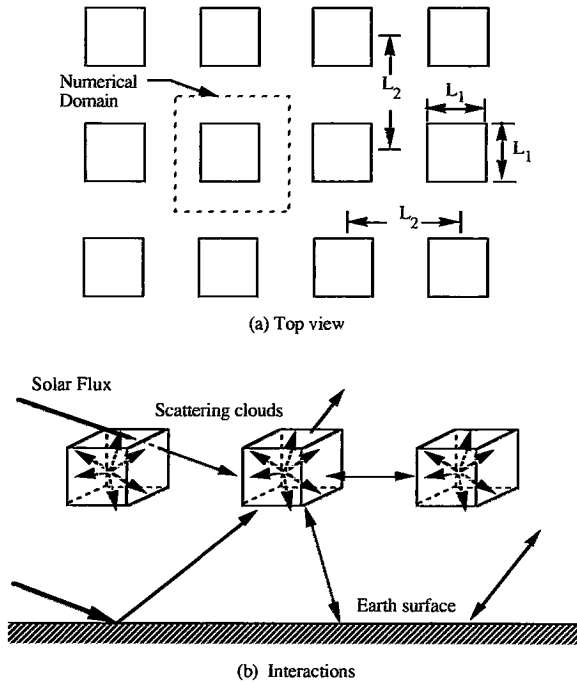 Numerical
Domain
L2
L1
L1
L2
(a) Top view
Solar Flux
Scattering clouds
Earth surface
(b) Interactions